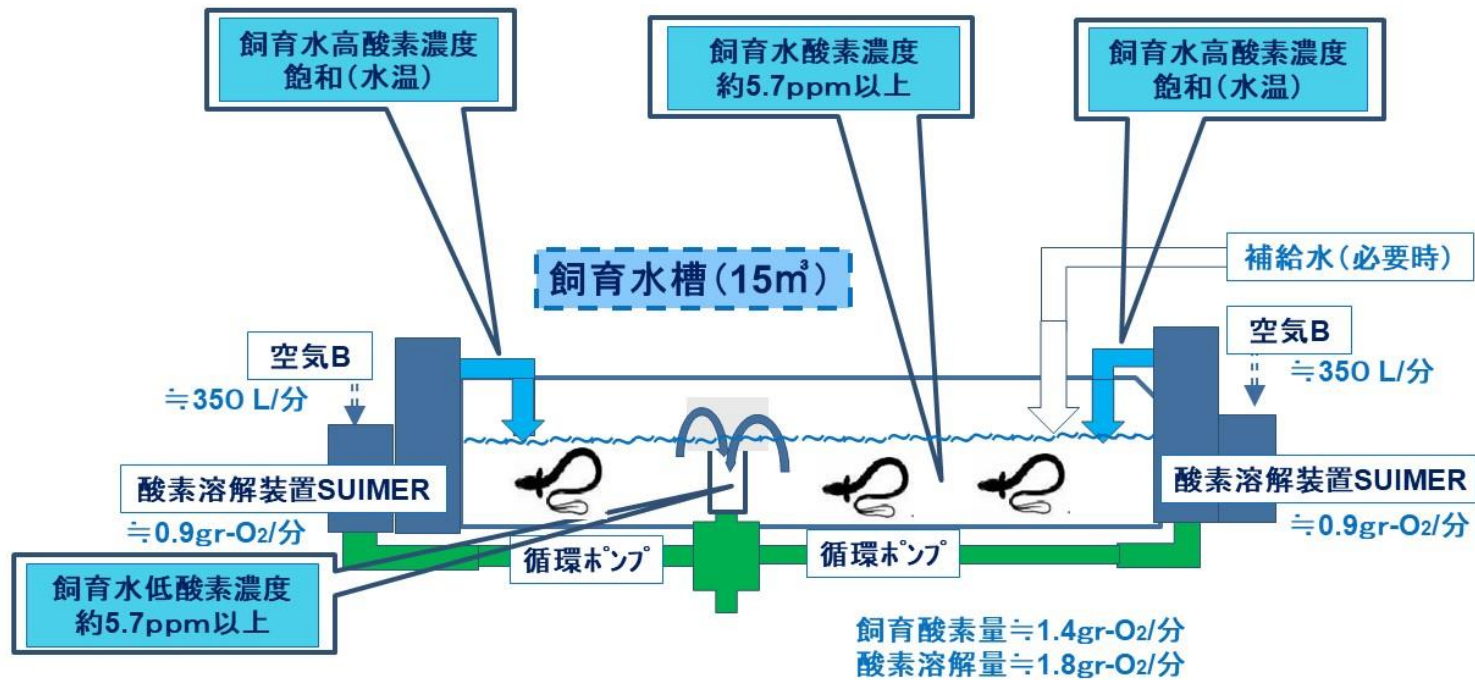 飼育水高酸素濃度
飽和(水温)
飼育水酸素濃度
約5.7ppm以上
飼育水高酸素濃度
飽和(水温)
飼育水槽(15㎥)
補給水(必要時)
空気B
≒350 L/分
空気B
≒350 L/分
酸素溶解装置SUIMER
≒0.9gr-O₂/分
酸素溶解装置SUIMER
≒0.9gr-O₂/分
循環ポンプ
循環ポンプ
飼育水低酸素濃度
約5.7ppm以上
飼育酸素量≒1.4gr-O₂/分
酸素溶解量≒1.8gr-O₂/分